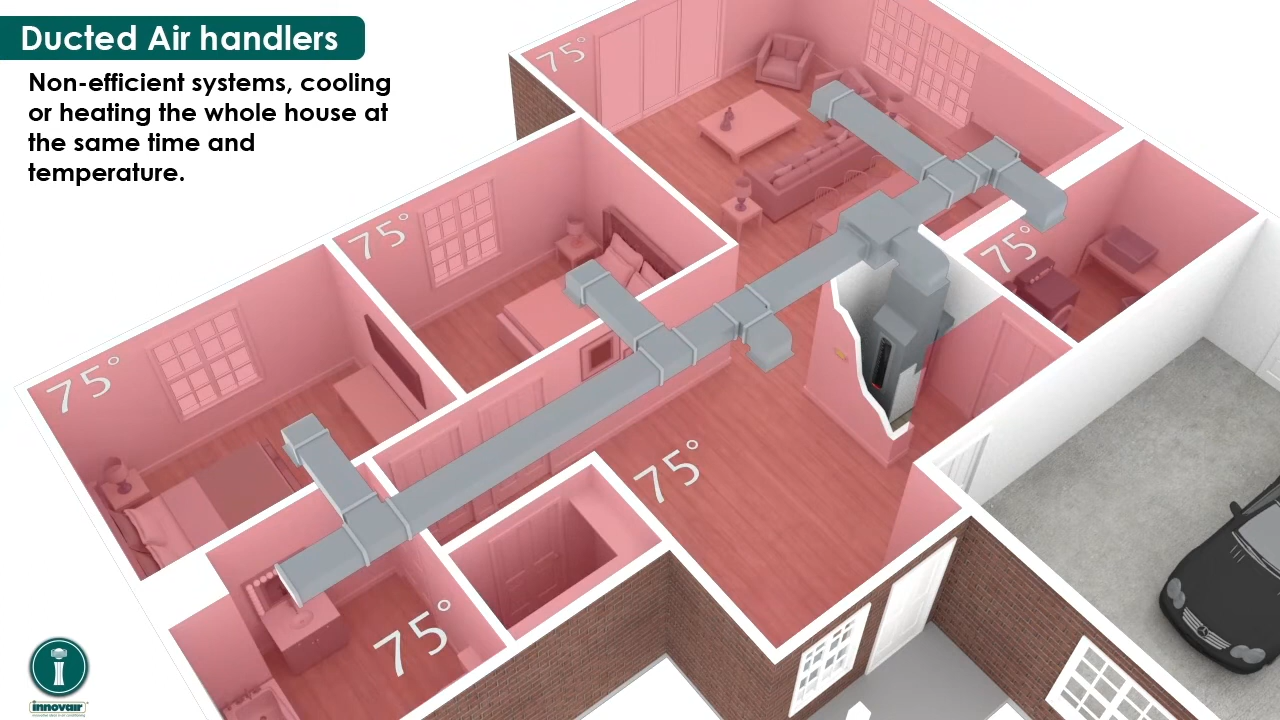 Ducted Air handlers
Non-efficient systems, cooling
or heating the whole house at
the same time and
temperature.
75°
75°
75°
75°
75°
75°
innovair